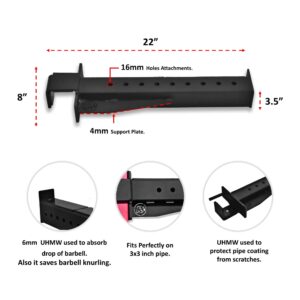 22”
16mm Holes Attachments.
8”
3.5”
4mm Support Plate.
6mm UHMW used to absorb
drop of barbell.
Also it saves barbell knurling.
Fits Perfectly on
3x3 inch pipe.
UHMW used to
protect pipe coating
from scratches.